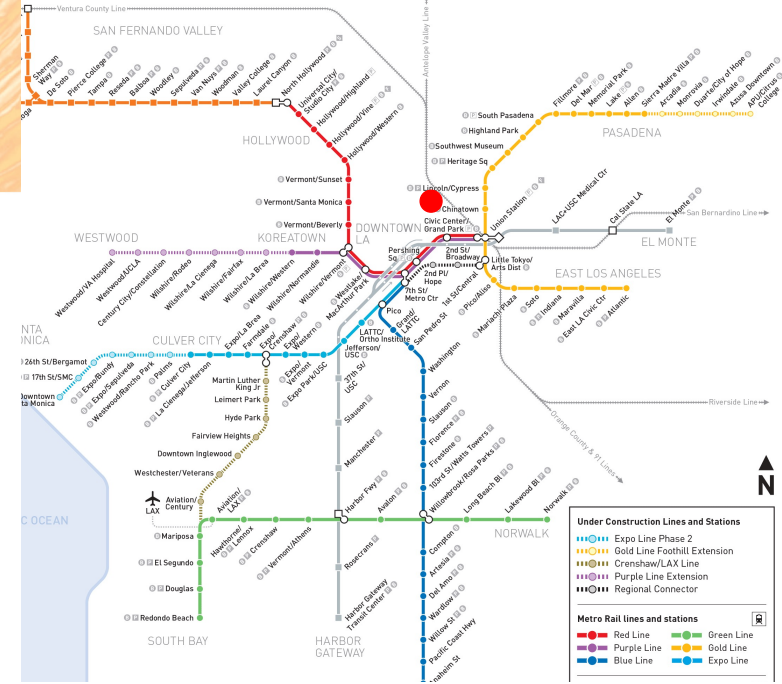 Ventura County Line
SAN FERNANDO VALLEY
Antelope Valley Line
Sherman
Way
De Soto
Pierce College
Tampa
Reseda
Balboa
Woodley
Sepulveda
Van Nuys
Woodman
Valley College
Laurel Canyon
North Hollywood
Universal City/
Studio City
Hollywood/Highland
Hollywood/Vine
Hollywood/Western
HOLLYWOOD
Vermont/Sunset
Vermont/Santa Monica
Vermont/Beverly
South Pasadena
Highland Park
Southwest Museum
Heritage Sq
Lincoln/Cypress
Chinatown
Fillmore
Del Mar
Memorial Park
Lake
Allen
Sierra Madre Villa
Arcadia
Monrovia
Duarte/City of Hope
Irwindale
Azusa Downtown
APU/Citrus
College
PASADENA
Union Station
LAC+USC Medical Ctr
Cal State LA
El Monte
San Bernardino Line
EL MONTE
WESTWOOD
KOREATOWN
DOWNTOWN
LA
Civic Center/
Grand Park
Pershing
Sq
2nd St/
Broadway
2nd Pl/
Hope
7th St/
Metro Ctr
Little Tokyo/
Arts Dist
1st St/Central
Westwood/VA Hospital
Westwood/UCLA
Century City/Constellation
Wilshire/Rodeo
Wilshire/La Cienega
Wilshire/Fairfax
Wilshire/La Brea
Wilshire/Western
Wilshire/Normandie
Wilshire/Vermont
Westlake/
MacArthur Park
EAST LOS ANGELES
Pico/Aliso
Mariachi Plaza
Soto
Indiana
Maravilla
East LA Civic Ctr
Atlantic
Pico
Grand/
LATTC
San Pedro St
LATTC/
Ortho Institute
Jefferson/
USC
37th St/
USC
NTA
NICA
CULVER CITY
26th St/Bergamot
17th St/SMC
Downtown
ta Monica
Expo/Bundy
Expo/Sepulveda
Westwood/Rancho Park
Palms
Culver City
La Cienega/Jefferson
Expo/La Brea
Farmdale
Expo/
Crenshaw
Expo/
Western
Expo/
Vermont
Expo Park/USC
Martin Luther
King Jr
Leimert Park
Hyde Park
Fairview Heights
Downtown Inglewood
Westchester/Veterans
Aviation/
Century
LAX
Aviation/
LAX
Slauson
Manchester
Harbor Fwy
Rosecrans
Harbor Gateway
Transit Center
HARBOR
GATEWAY
Washington
Vernon
Slauson
Florence
Firestone
103rd St/Watts Towers
Willowbrook/Rosa Parks
Compton
Artesia
Del Amo
Wardlow
Willow St
Pacific Coast Hwy
Anaheim St
Mariposa
El Segundo
Douglas
Redondo Beach
SOUTH BAY
Hawthorne/
Lennox
Crenshaw
Vermont/Athens
Avalon
Long Beach Bl
Lakewood Bl
Norwalk
NORWALK
Riverside Line
Orange County & 91 Lines
C OCEAN
N
Under Construction Lines and Stations
Expo Line Phase 2
Gold Line Foothill Extension
Crenshaw/LAX Line
Purple Line Extension
Regional Connector
Metro Rail lines and stations
Red Line
Green Line
Purple Line
Gold Line
Blue Line
Expo Line